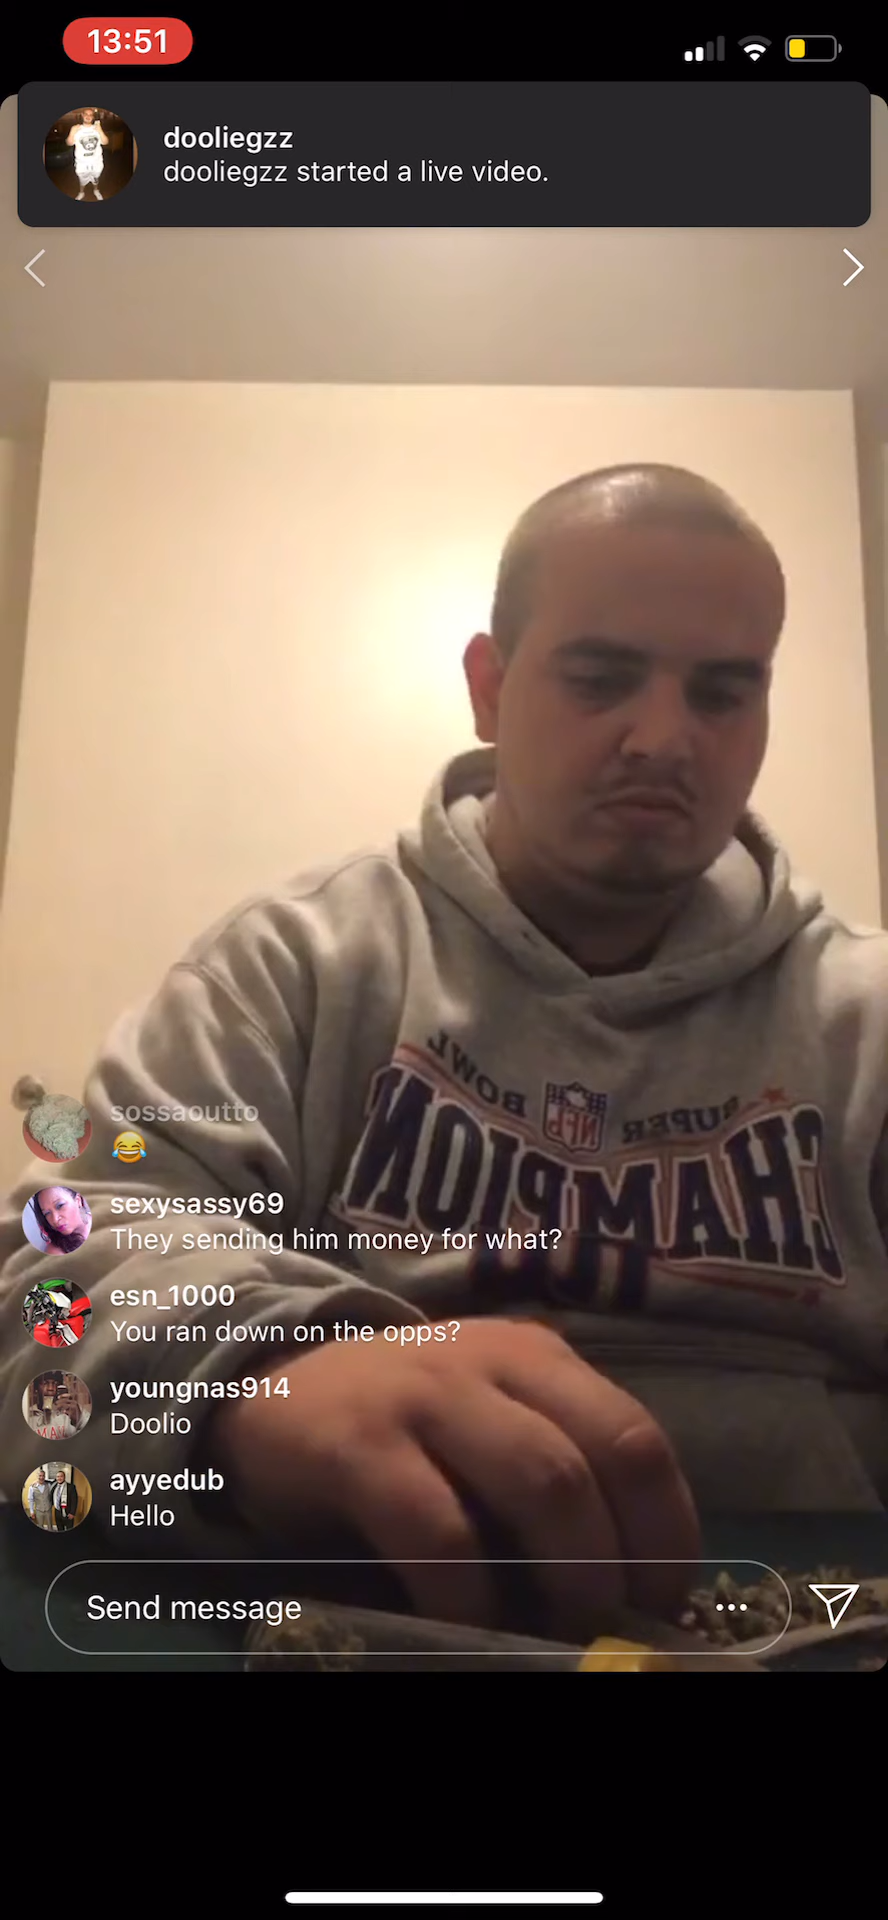 13:51
dooliegzz
dooliegzz started a live video.
SUPER BOWL
NFL
CHAMPION
sossaoutto
😂
sexysassy69
They sending him money for what?
esn_1000
You ran down on the opps?
youngnas914
Doolio
ayyedub
Hello
Send message